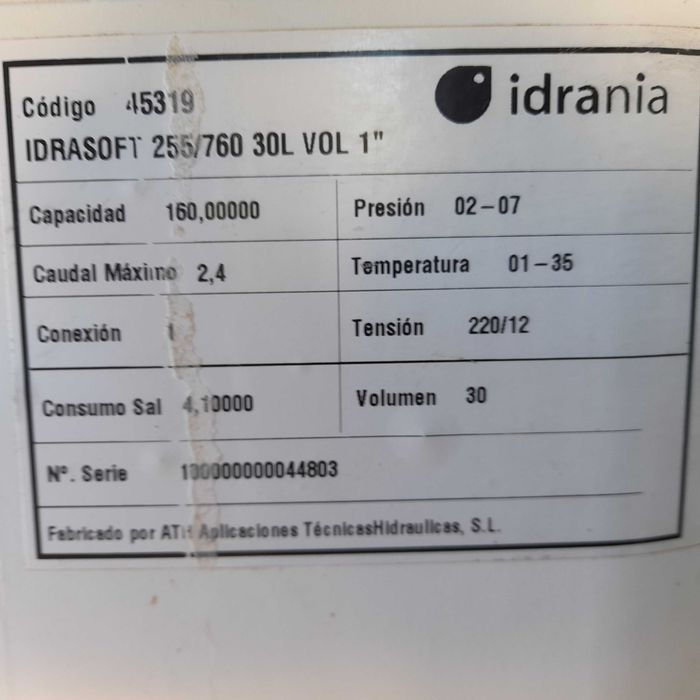 Código 45319
idrania
IDRASOFT 255/760 30L VOL 1"
Capacidad 160,00000
Presión 02-07
Caudal Máximo 2,4
Temperatura 01-35
Conexión 1
Tensión 220/12
Consumo Sal 4,10000
Volumen 30
Nº. Serie 100000000044803
Fabricado por ATH Aplicaciones TécnicasHidraulicas, S.L.